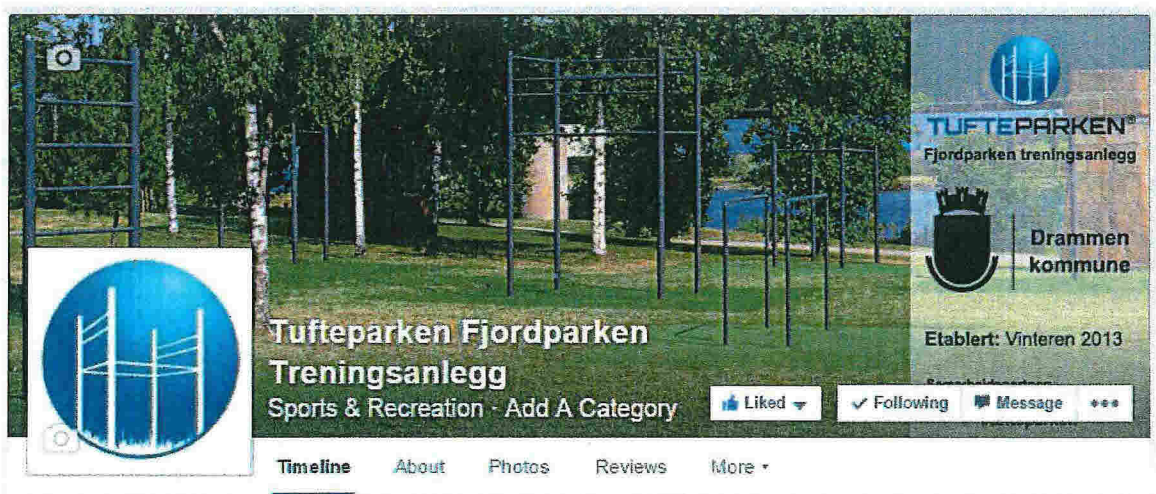 TUFTEPARKEN®
Fjordparken treningsanlegg
Drammen
kommune
Etablert: Vinteren 2013
Tufteparken Fjordparken
Treningsanlegg
Sports & Recreation · Add A Category
Liked
Following
Message
Timeline
About
Photos
Reviews
More